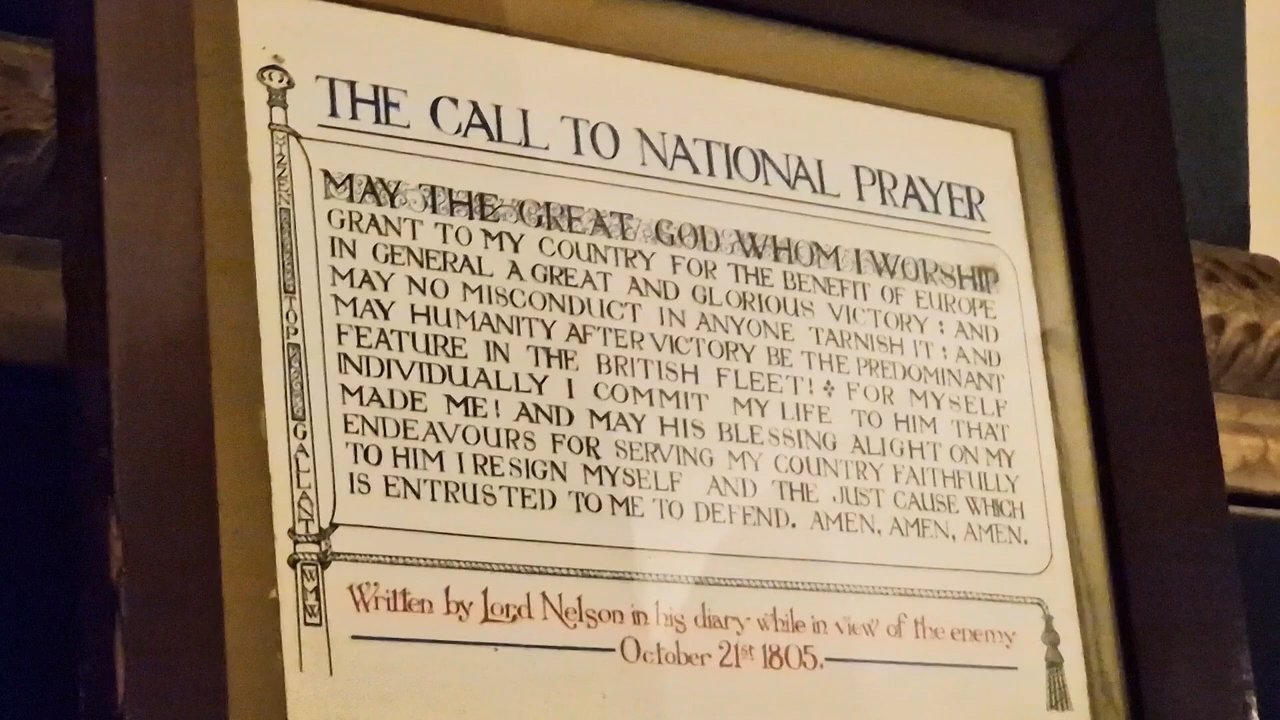 THE CALL TO NATIONAL PRAYER
MAY THE GREAT GOD WHOM I WORSHIP
GRANT TO MY COUNTRY FOR THE BENEFIT OF EUROPE
IN GENERAL A GREAT AND GLORIOUS VICTORY : AND
MAY NO MISCONDUCT IN ANYONE TARNISH IT : AND
MAY HUMANITY AFTER VICTORY BE THE PREDOMINANT
FEATURE IN THE BRITISH FLEET! FOR MYSELF
INDIVIDUALLY I COMMIT MY LIFE TO HIM THAT
MADE ME! AND MAY HIS BLESSING ALIGHT ON MY
ENDEAVOURS FOR SERVING MY COUNTRY FAITHFULLY
TO HIM I RESIGN MYSELF AND THE JUST CAUSE WHICH
IS ENTRUSTED TO ME TO DEFEND. AMEN, AMEN, AMEN.
MIZZEN
TOP
GALLANT
Written by Lord Nelson in his diary while in view of the enemy
October 21st 1805.